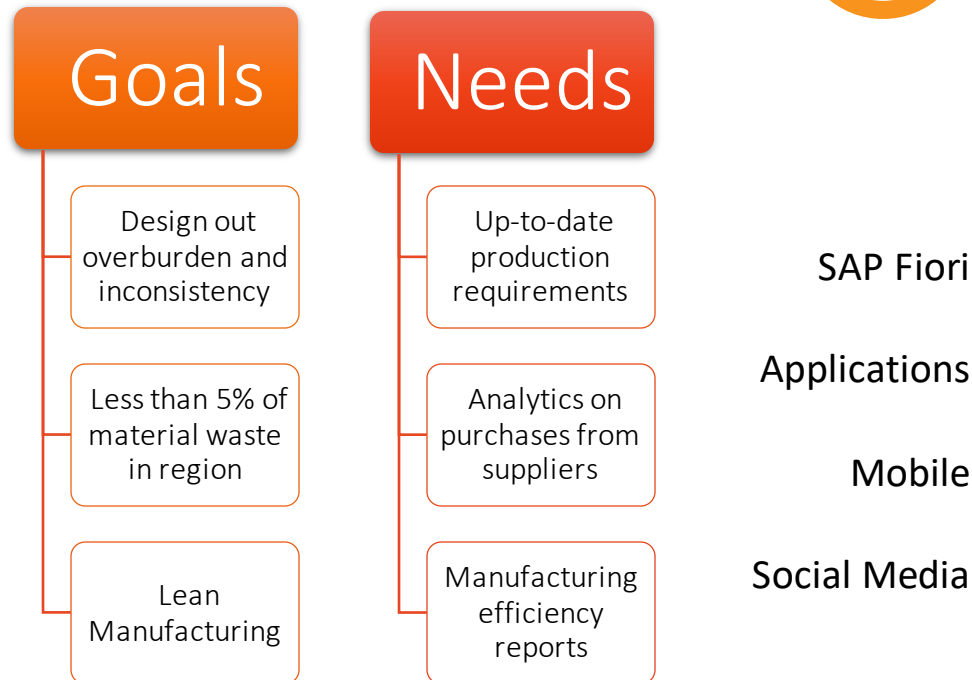 Goals
Design out
overburden and
inconsistency
Less than 5% of
material waste
in region
Lean
Manufacturing
Needs
Up-to-date
production
requirements
Analytics on
purchases from
suppliers
Manufacturing
efficiency
reports
SAP Fiori
Applications
Mobile
Social Media